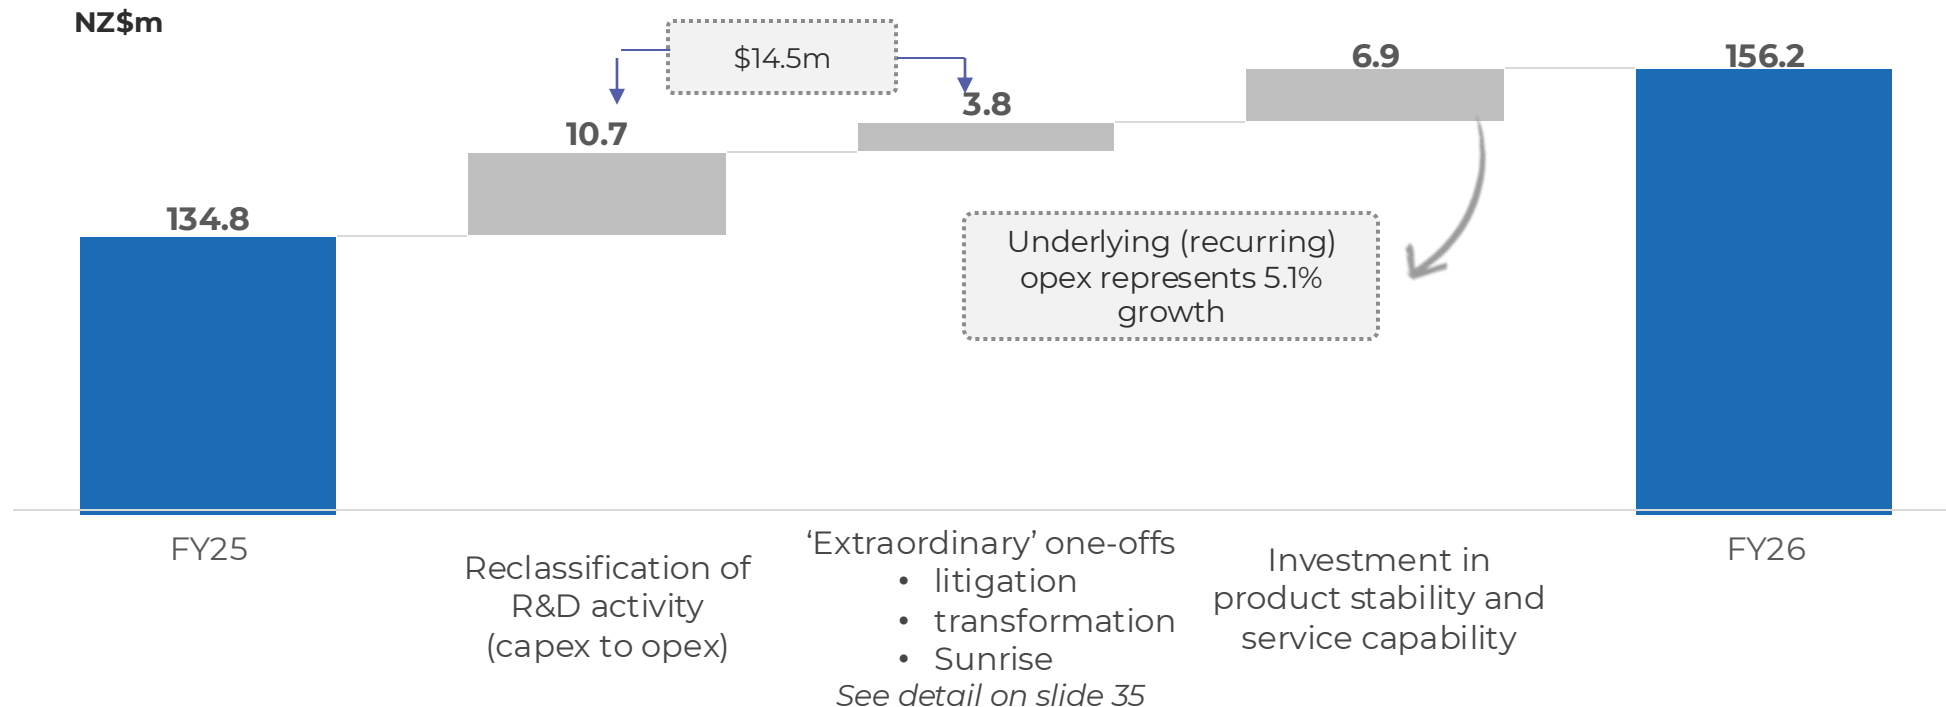 NZ$m
$14.5m
134.8
10.7
3.8
6.9
156.2
Underlying (recurring)
opex represents 5.1%
growth
FY25
Reclassification of
R&D activity
(capex to opex)
‘Extraordinary’ one-offs
• litigation
• transformation
• Sunrise
See detail on slide 35
Investment in
product stability and
service capability
FY26